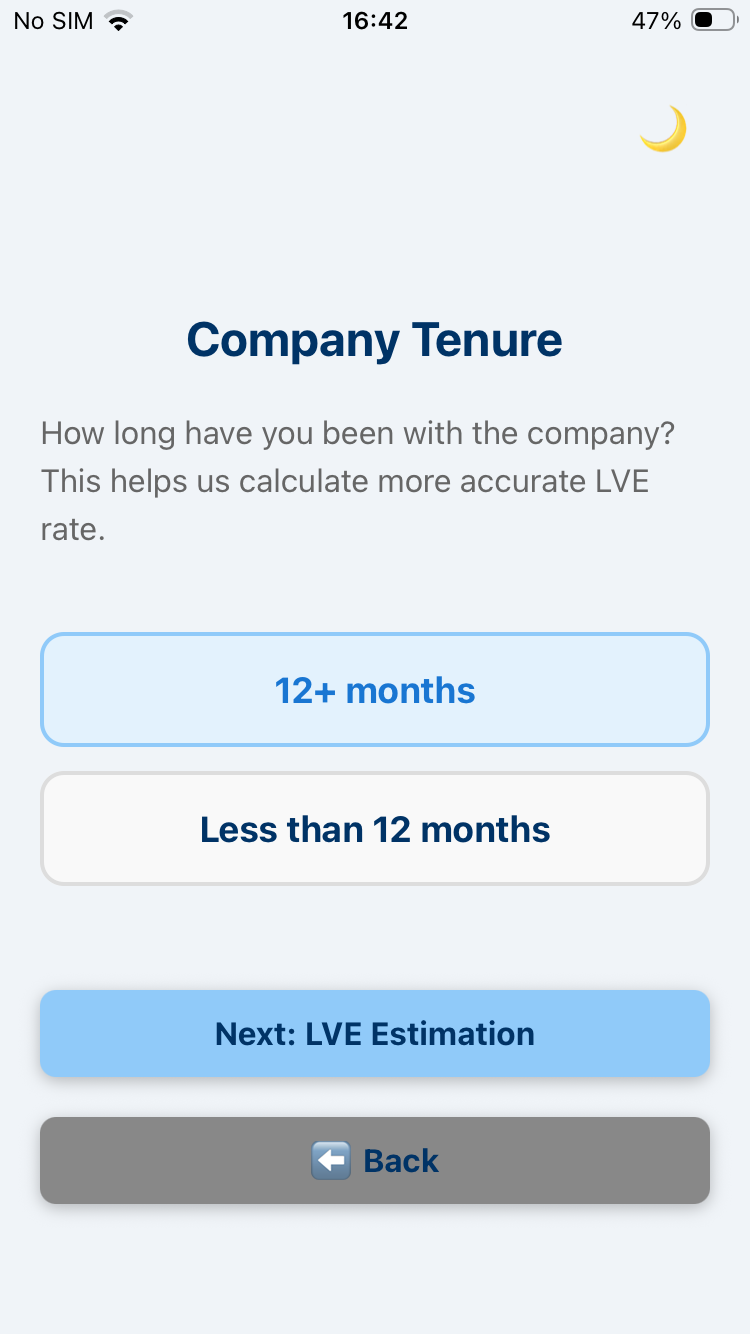 No SIM 16:42 47%
Company Tenure
How long have you been with the company?
This helps us calculate more accurate LVE
rate.
12+ months
Less than 12 months
Next: LVE Estimation
Back